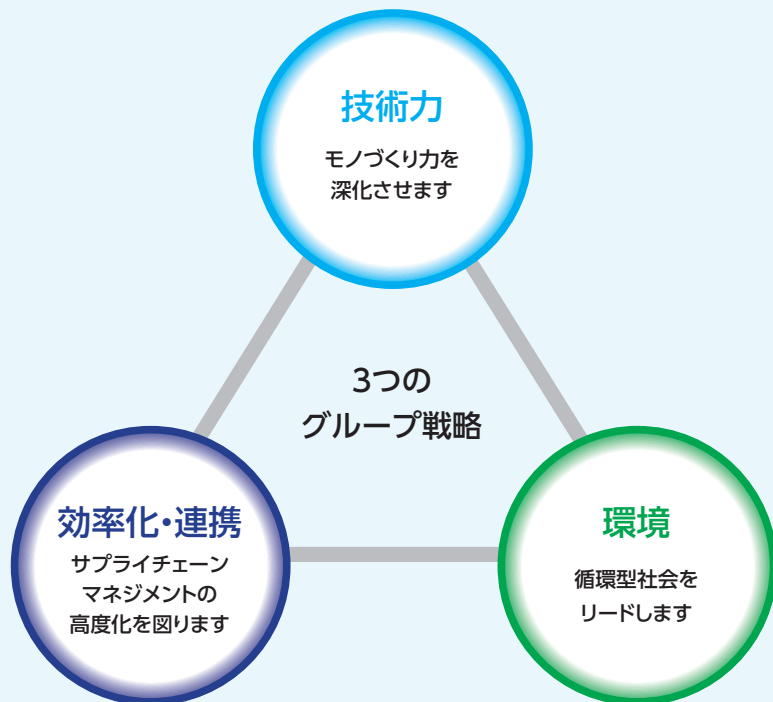 技術力
モノづくり力を
深化させます
3つの
グループ戦略
効率化・連携
サプライチェーン
マネジメントの
高度化を図ります
環境
循環型社会を
リードします